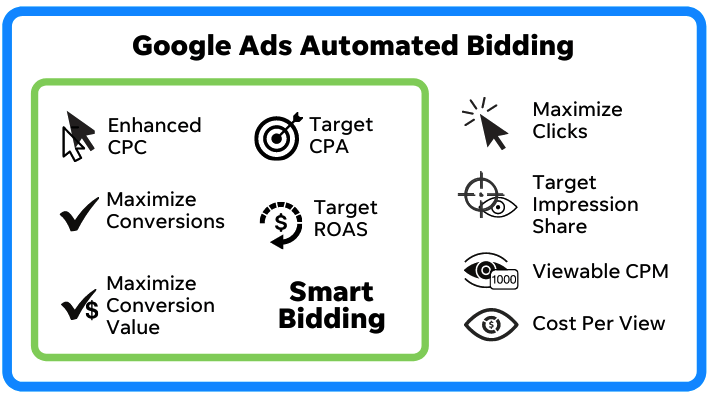 Google Ads Automated Bidding
Enhanced
CPC
Target
CPA
Maximize
Conversions
Target
ROAS
$
Maximize
Conversion
Value
$
Smart
Bidding
Maximize
Clicks
Target
Impression
Share
1000
Viewable CPM
$
Cost Per View